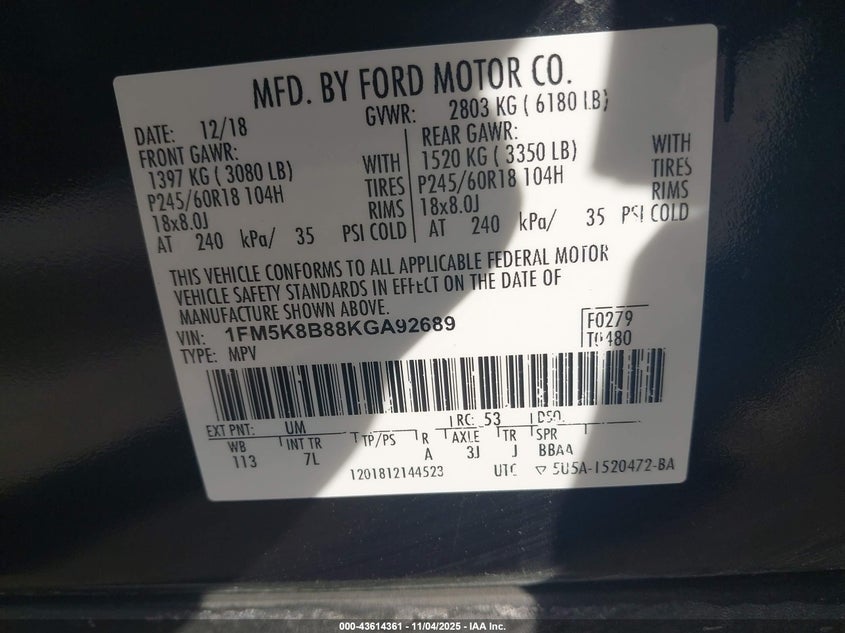 MFD. BY FORD MOTOR CO.
DATE: 12/18 GVWR: 2803 KG ( 6180 LB)
FRONT GAWR: REAR GAWR:
1397 KG ( 3080 LB) WITH 1520 KG ( 3350 LB) WITH
P245/60R18 104H TIRES P245/60R18 104H TIRES
18x8.0J RIMS 18x8.0J RIMS
AT 240 kPa/ 35 PSI COLD AT 240 kPa/ 35 PSI COLD
THIS VEHICLE CONFORMS TO ALL APPLICABLE FEDERAL MOTOR
VEHICLE SAFETY STANDARDS IN EFFECT ON THE DATE OF
MANUFACTURE SHOWN ABOVE.
VIN: 1FM5K8B88KGA92689 F0279
TYPE: MPV T0480
EXT PNT: UM RC: 53 DSO:
WB INT TR TP/PS R AXLE TR SPR
113 7L A 3J J BBAA
1201812144523 UTC ▽ 5U5A-1520472-BA
000-43614361 - 11/04/2025 - IAA Inc.